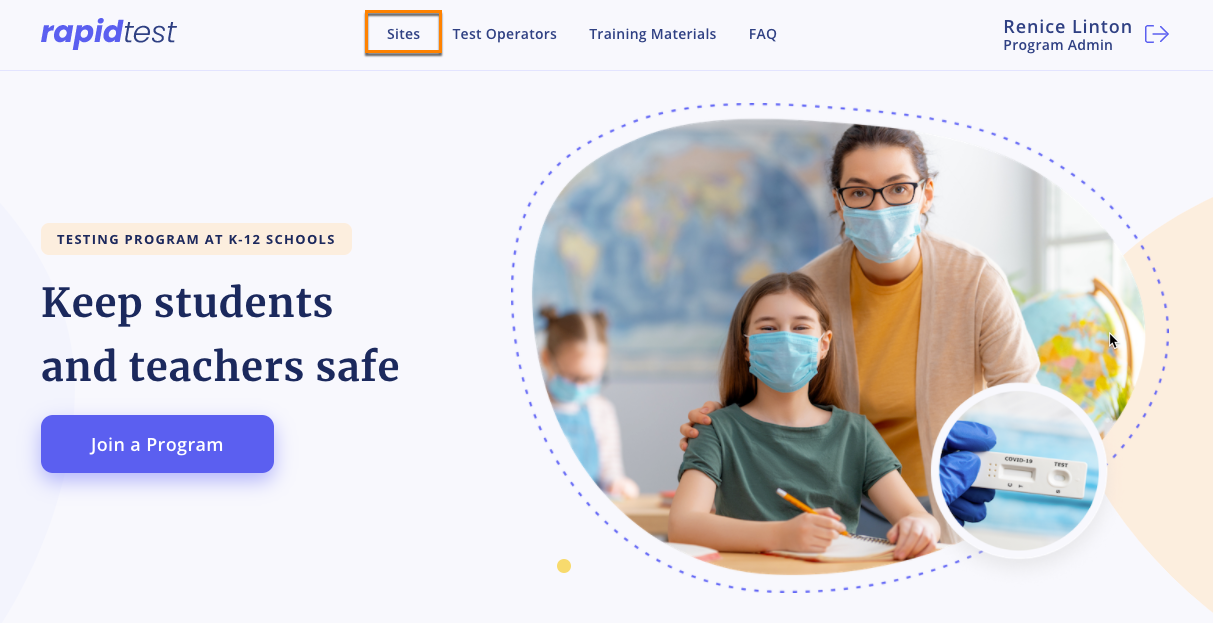 rapidtest
Sites
Test Operators
Training Materials
FAQ
Renice Linton
Program Admin
TESTING PROGRAM AT K-12 SCHOOLS
Keep students
and teachers safe
Join a Program
COVID-19
TEST